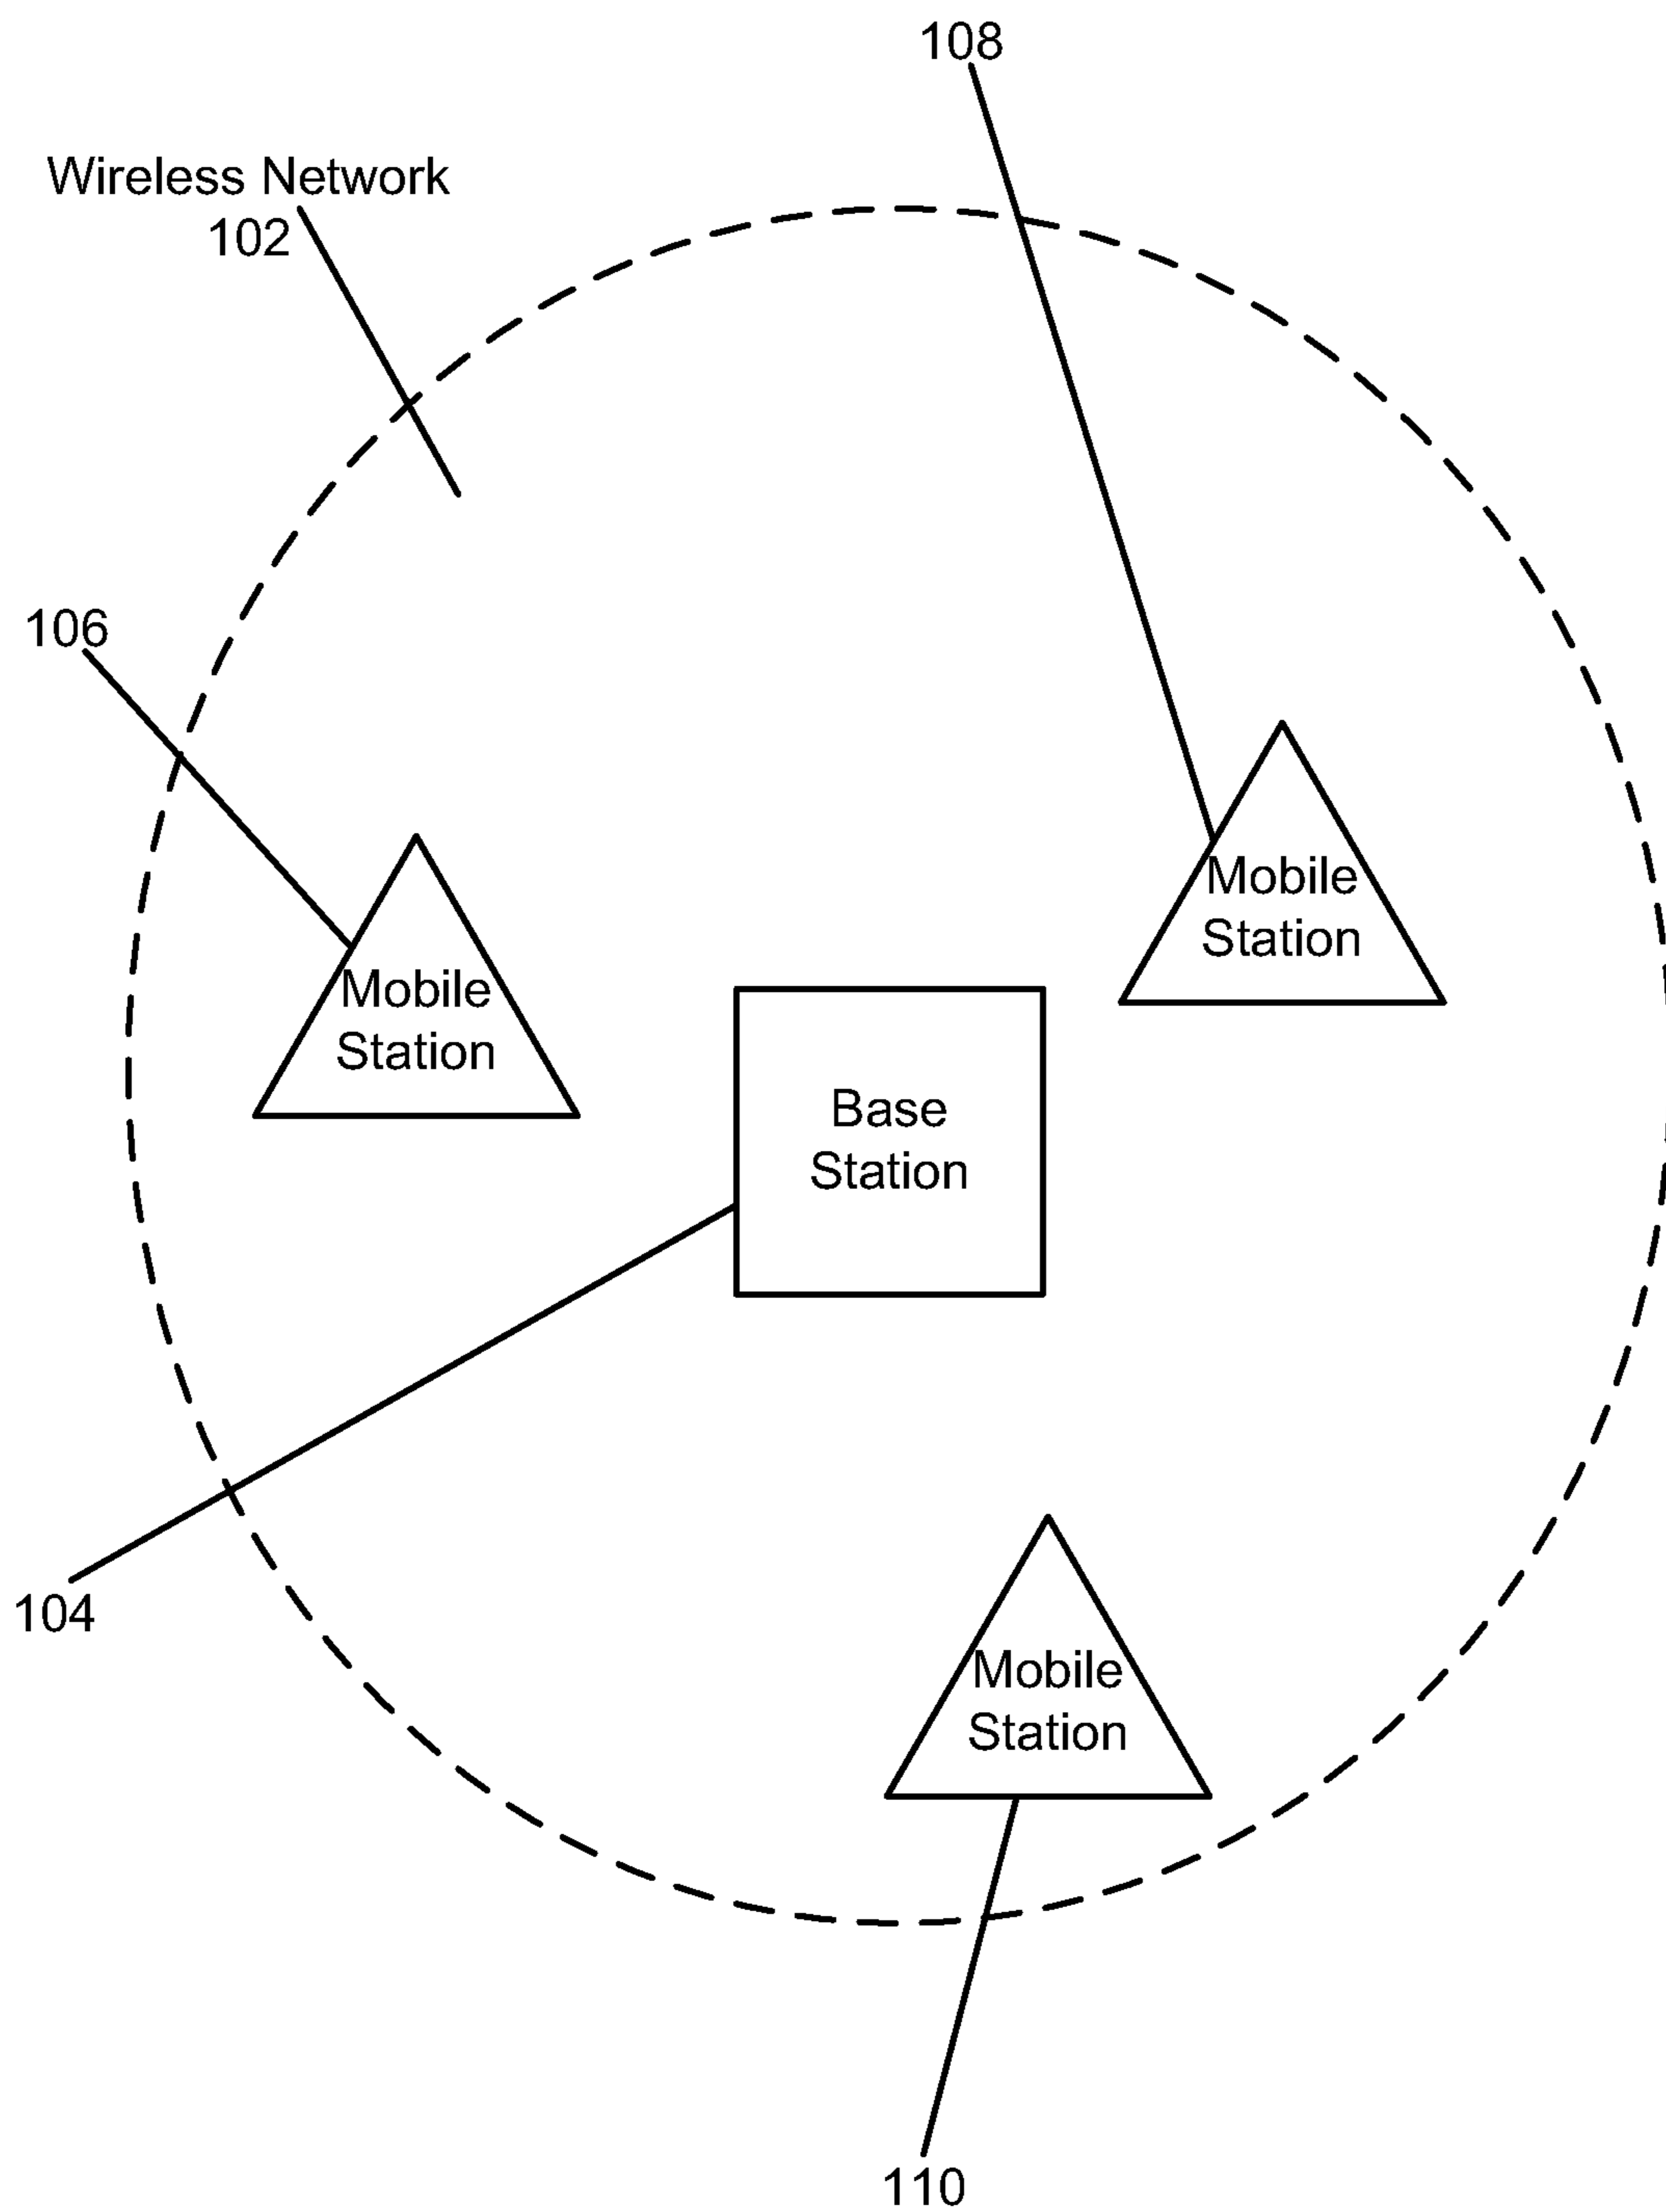 108
Wireless Network
102
106
Mobile
Station
Mobile
Station
Base
Station
104
Mobile
Station
110